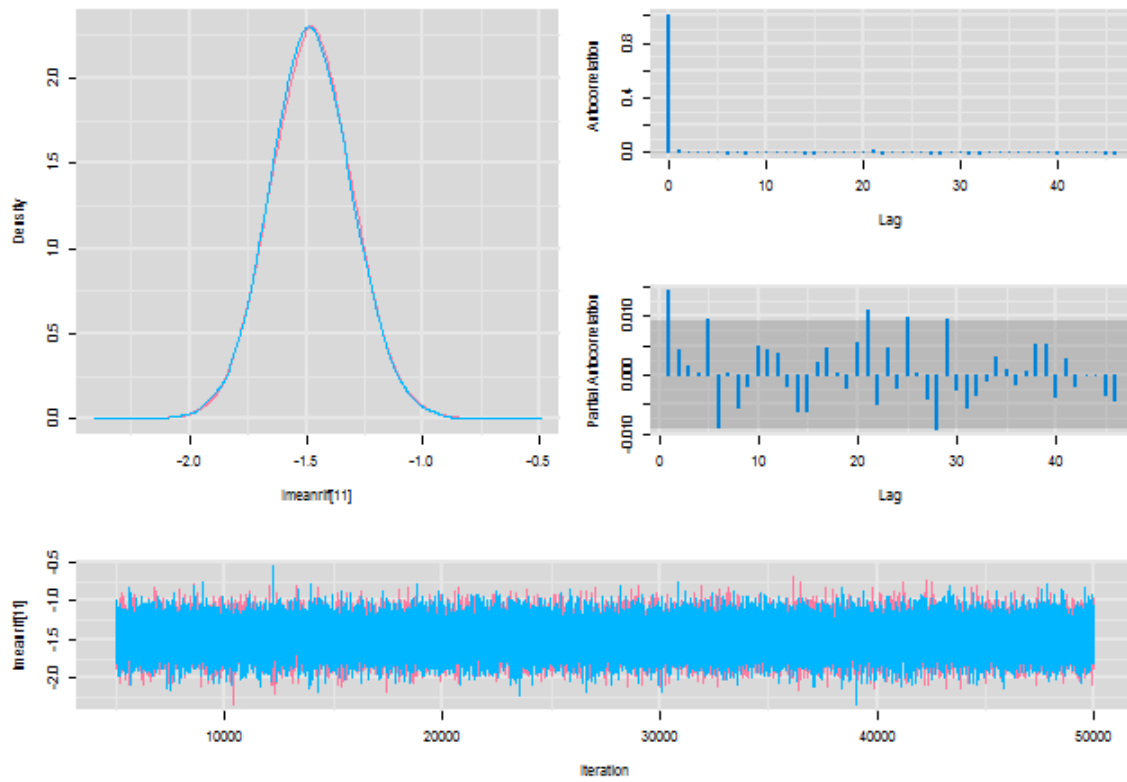 Density
0.0
0.5
1.0
1.5
2.0
-2.0 -1.5 -1.0 -0.5
lmeanrif[11]
Autocorrelation
0.0 0.4 0.8
0 10 20 30 40
Lag
Partial Autocorrelation
-0.010 0.000 0.010
0 10 20 30 40
Lag
lmeanrif[11]
-2.0 -1.5 -1.0 -0.5
10000 20000 30000 40000 50000
Iteration